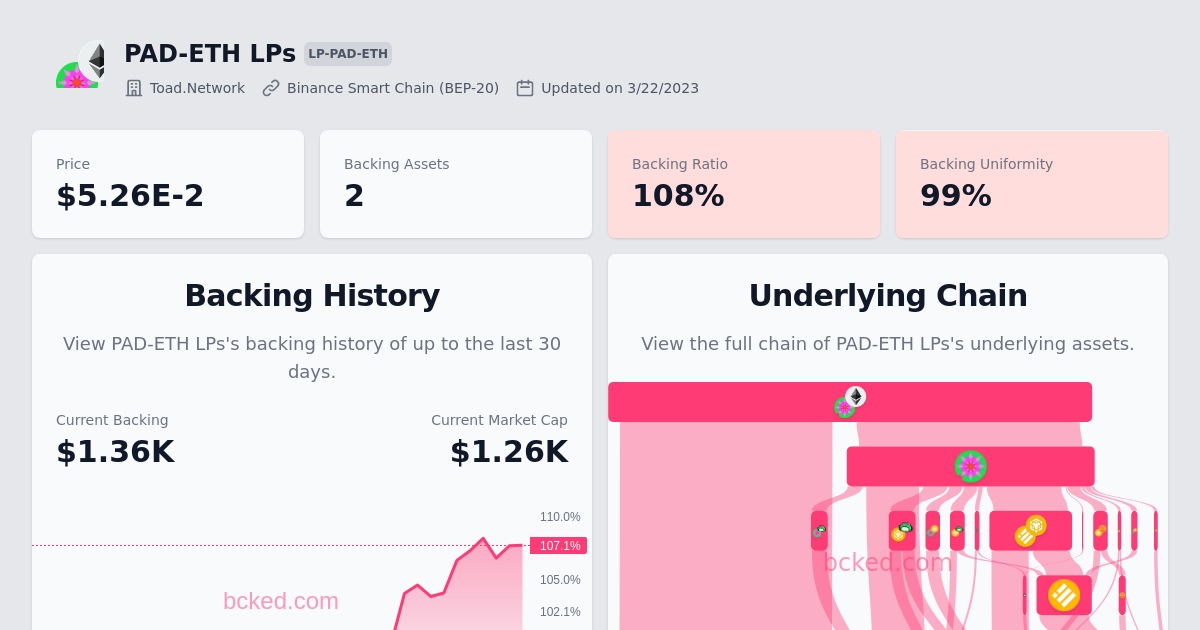 PAD-ETH LPs LP-PAD-ETH
Toad.Network Binance Smart Chain (BEP-20) Updated on 3/22/2023
Price
$5.26E-2
Backing Assets
2
Backing Ratio
108%
Backing Uniformity
99%
Backing History
View PAD-ETH LPs's backing history of up to the last 30
days.
Current Backing
$1.36K
Current Market Cap
$1.26K
110.0%
107.1%
105.0%
102.1%
bcked.com
Underlying Chain
View the full chain of PAD-ETH LPs's underlying assets.
bcked.com